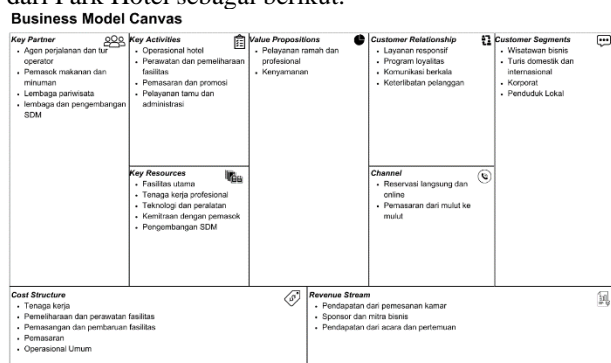 dari Park Hotel sebagai berikut:
Business Model Canvas
Key Partner
• Agen perjalanan dan tur
operator
• Pemasok makanan dan
minuman
• Lembaga pariwisata
• lembaga dan pengembangan
SDM
Key Activities
• Operasional hotel
• Perawatan dan pemeliharaan
fasilitas
• Pemasaran dan promosi
• Pelayanan tamu dan
administrasi
Key Resources
• Fasilitas utama
• Tenaga kerja profesional
• Teknologi dan peralatan
• Kemitraan dengan pemasok
• Pengembangan SDM
Value Propositions
• Pelayanan ramah dan
profesional
• Kenyamanan
Customer Relationship
• Layanan responsif
• Program loyalitas
• Komunikasi berkala
• Keterlibatan pelanggan
Channel
• Reservasi langsung dan
online
• Pemasaran dari mulut ke
mulut
Customer Segments
• Wisatawan bisnis
• Turis domestik dan
internasional
• Korporat
• Penduduk Lokal
Cost Structure
• Tenaga kerja
• Pemeliharaan dan perawatan fasilitas
• Pemasangan dan pembaruan fasilitas
• Pemasaran
• Operasional Umum
Revenue Stream
• Pendapatan dari pemesanan kamar
• Sponsor dan mitra bisnis
• Pendapatan dari acara dan pertemuan